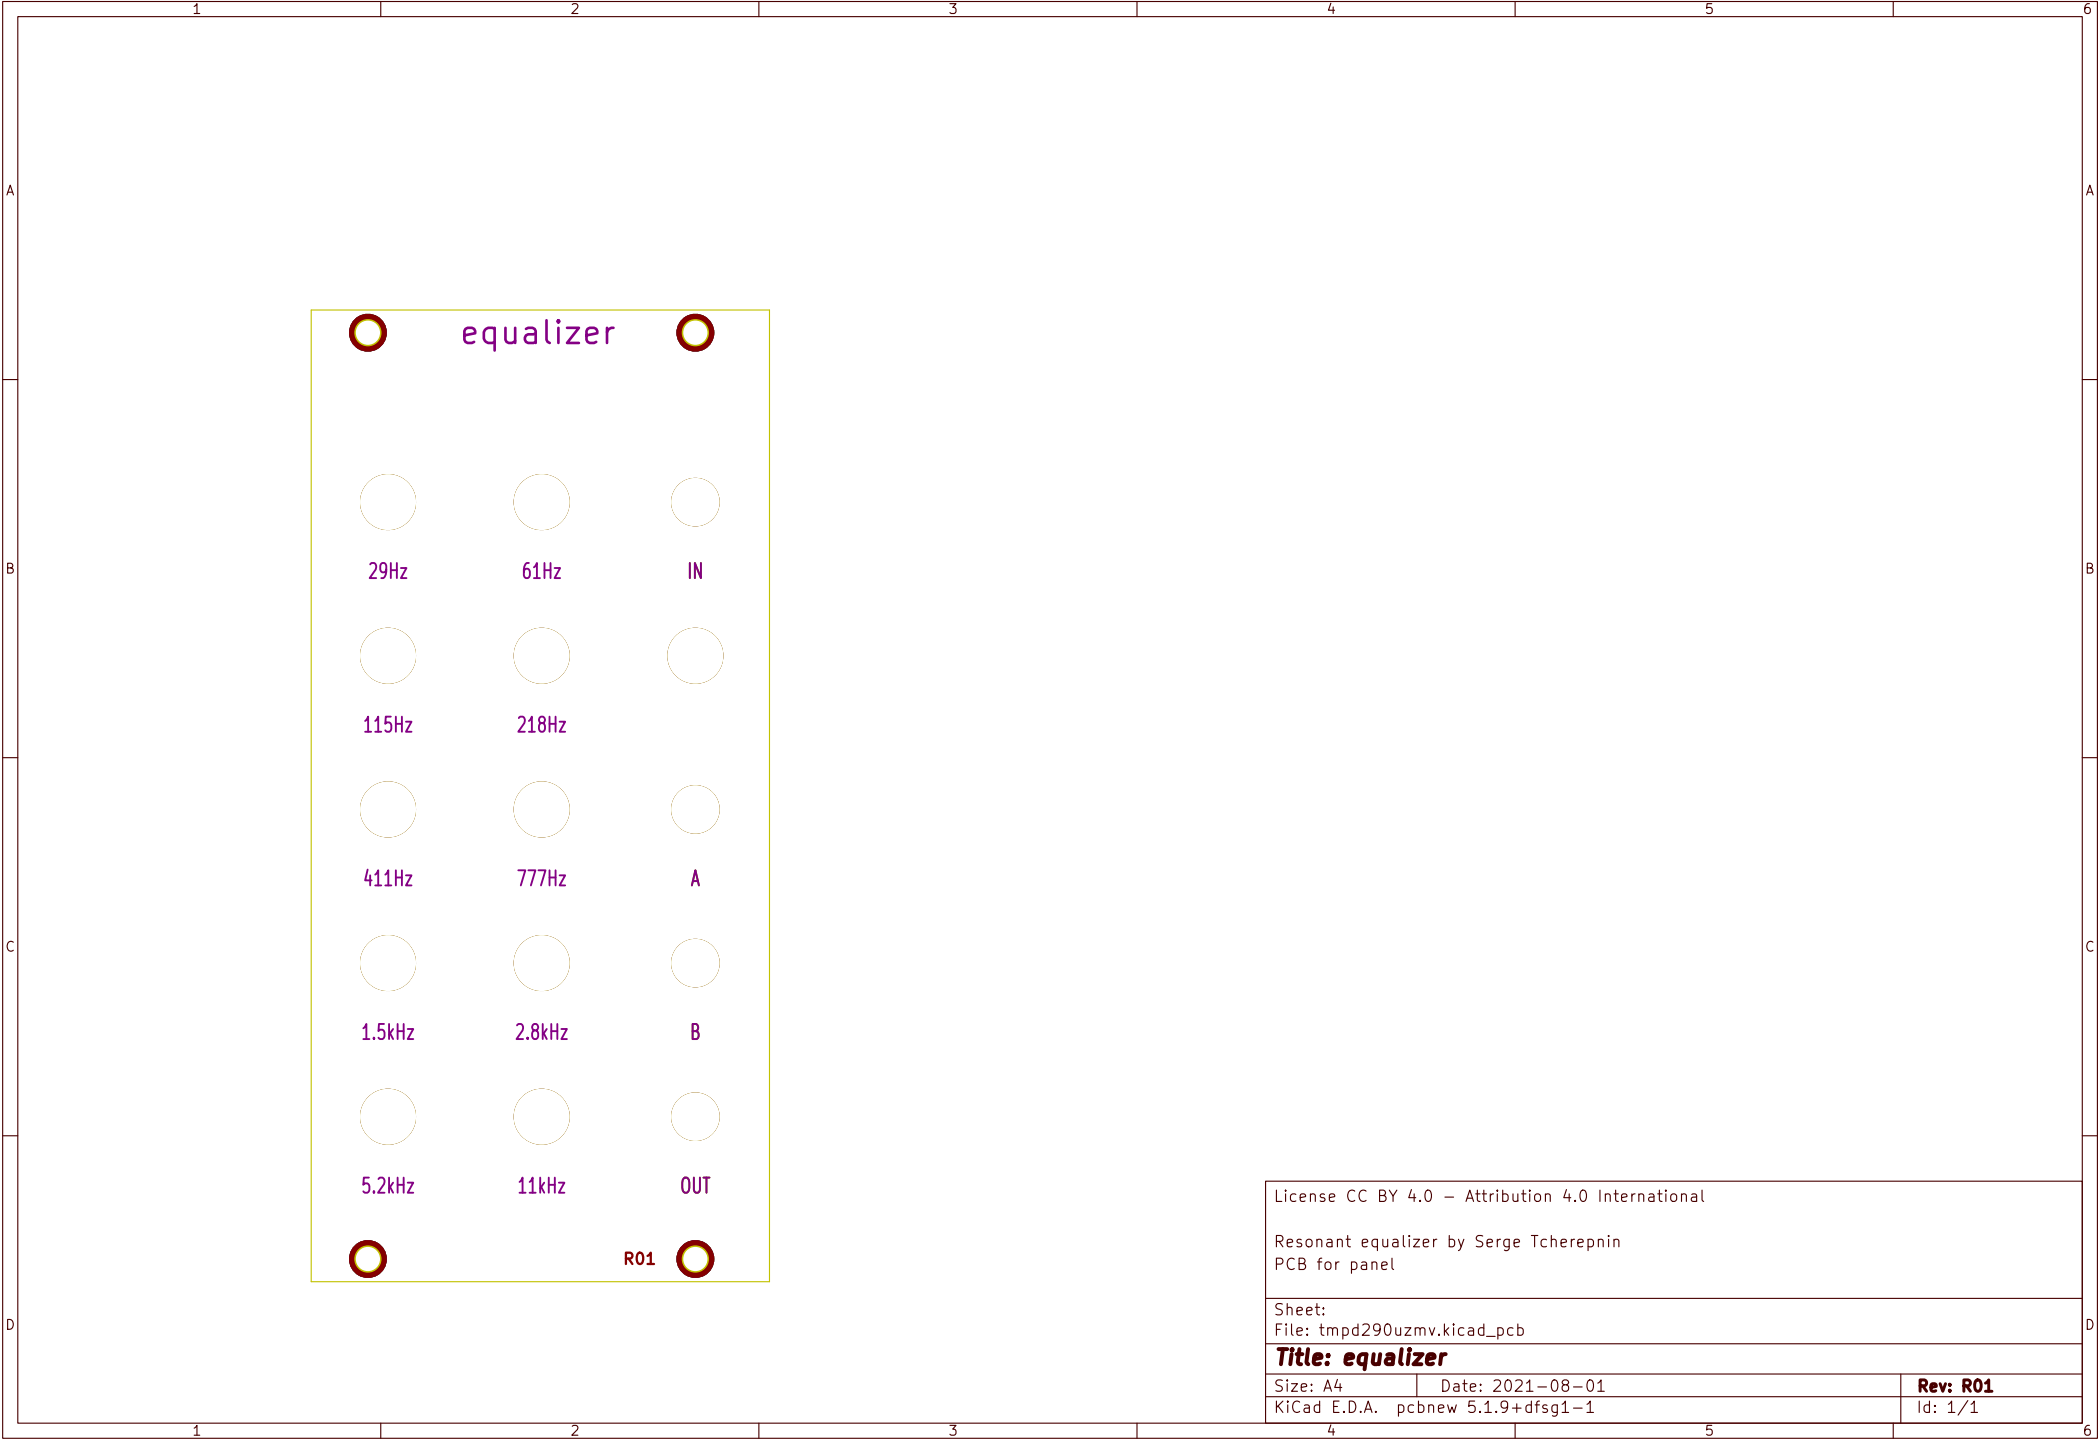 1 2 3 4 5 6
A A
equalizer
B B
29Hz 61Hz IN
115Hz 218Hz
411Hz 777Hz A
C C
1.5kHz 2.8kHz B
5.2kHz 11kHz OUT
R01
License CC BY 4.0 - Attribution 4.0 International
Resonant equalizer by Serge Tcherepnin
PCB for panel
Sheet:
File: tmpd290uzmv.kicad_pcb
D D
Title: equalizer
Size: A4 Date: 2021-08-01 Rev: R01
KiCad E.D.A. pcbnew 5.1.9+dfsg1-1 Id: 1/1
1 2 3 4 5 6